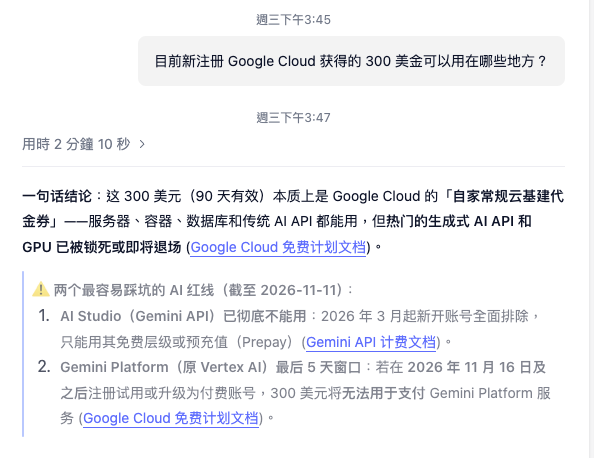 週三下午3:45
目前新注册 Google Cloud 获得的 300 美金可以用在哪些地方？
週三下午3:47
用時 2 分鐘 10 秒 >
一句话结论：这 300 美元（90 天有效）本质上是 Google Cloud 的「自家常规云基建代
金券」——服务器、容器、数据库和传统 AI API 都能用，但热门的生成式 AI API 和
GPU 已被锁死或即将退场 (Google Cloud 免费计划文档)。
⚠️ 两个最容易踩坑的 AI 红线（截至 2026-11-11）：
1. AI Studio（Gemini API）已彻底不能用：2026 年 3 月起新开账号全面排除，
只能用其免费层级或预充值（Prepay）(Gemini API 计费文档)。
2. Gemini Platform（原 Vertex AI）最后 5 天窗口：若在 2026 年 11 月 16 日及
之后注册试用或升级为付费账号，300 美元将无法用于支付 Gemini Platform 服
务 (Google Cloud 免费计划文档)。